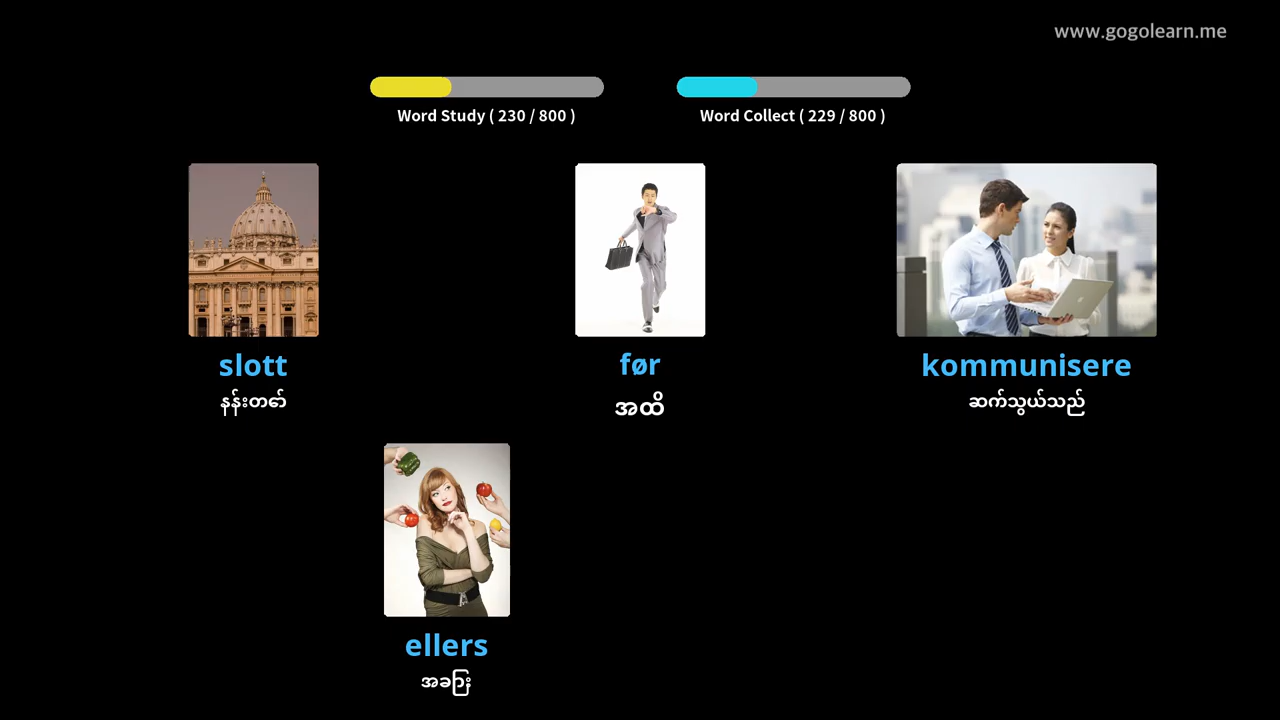 www.gogolearn.me
Word Study ( 230 / 800 )
Word Collect ( 229 / 800 )
slott
နန်းတော်
før
အထိ
kommunisere
ဆက်သွယ်သည်
ellers
အခြား